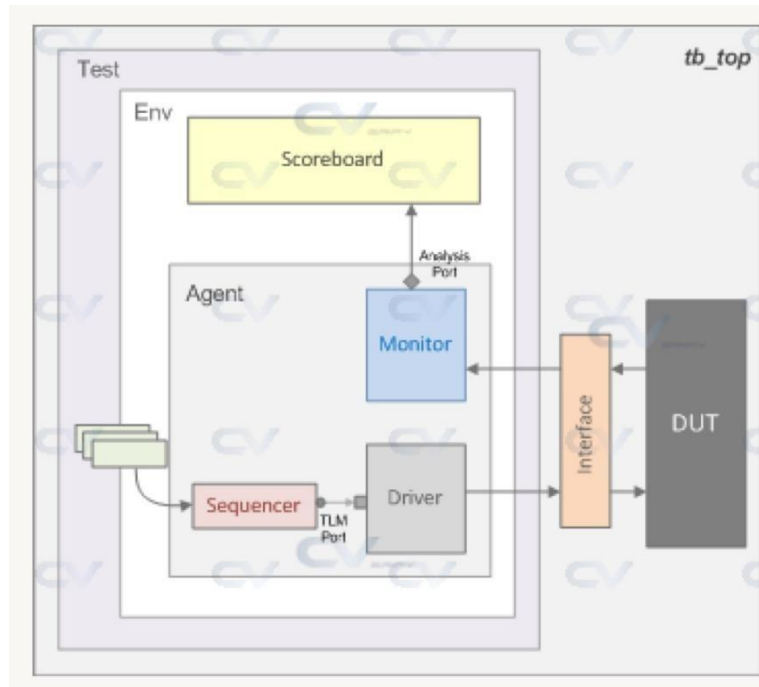 tb_top
Test
Env
Scoreboard
Analysis
Port
Agent
Monitor
DUT
Interface
Sequencer
Driver
TLM
Port